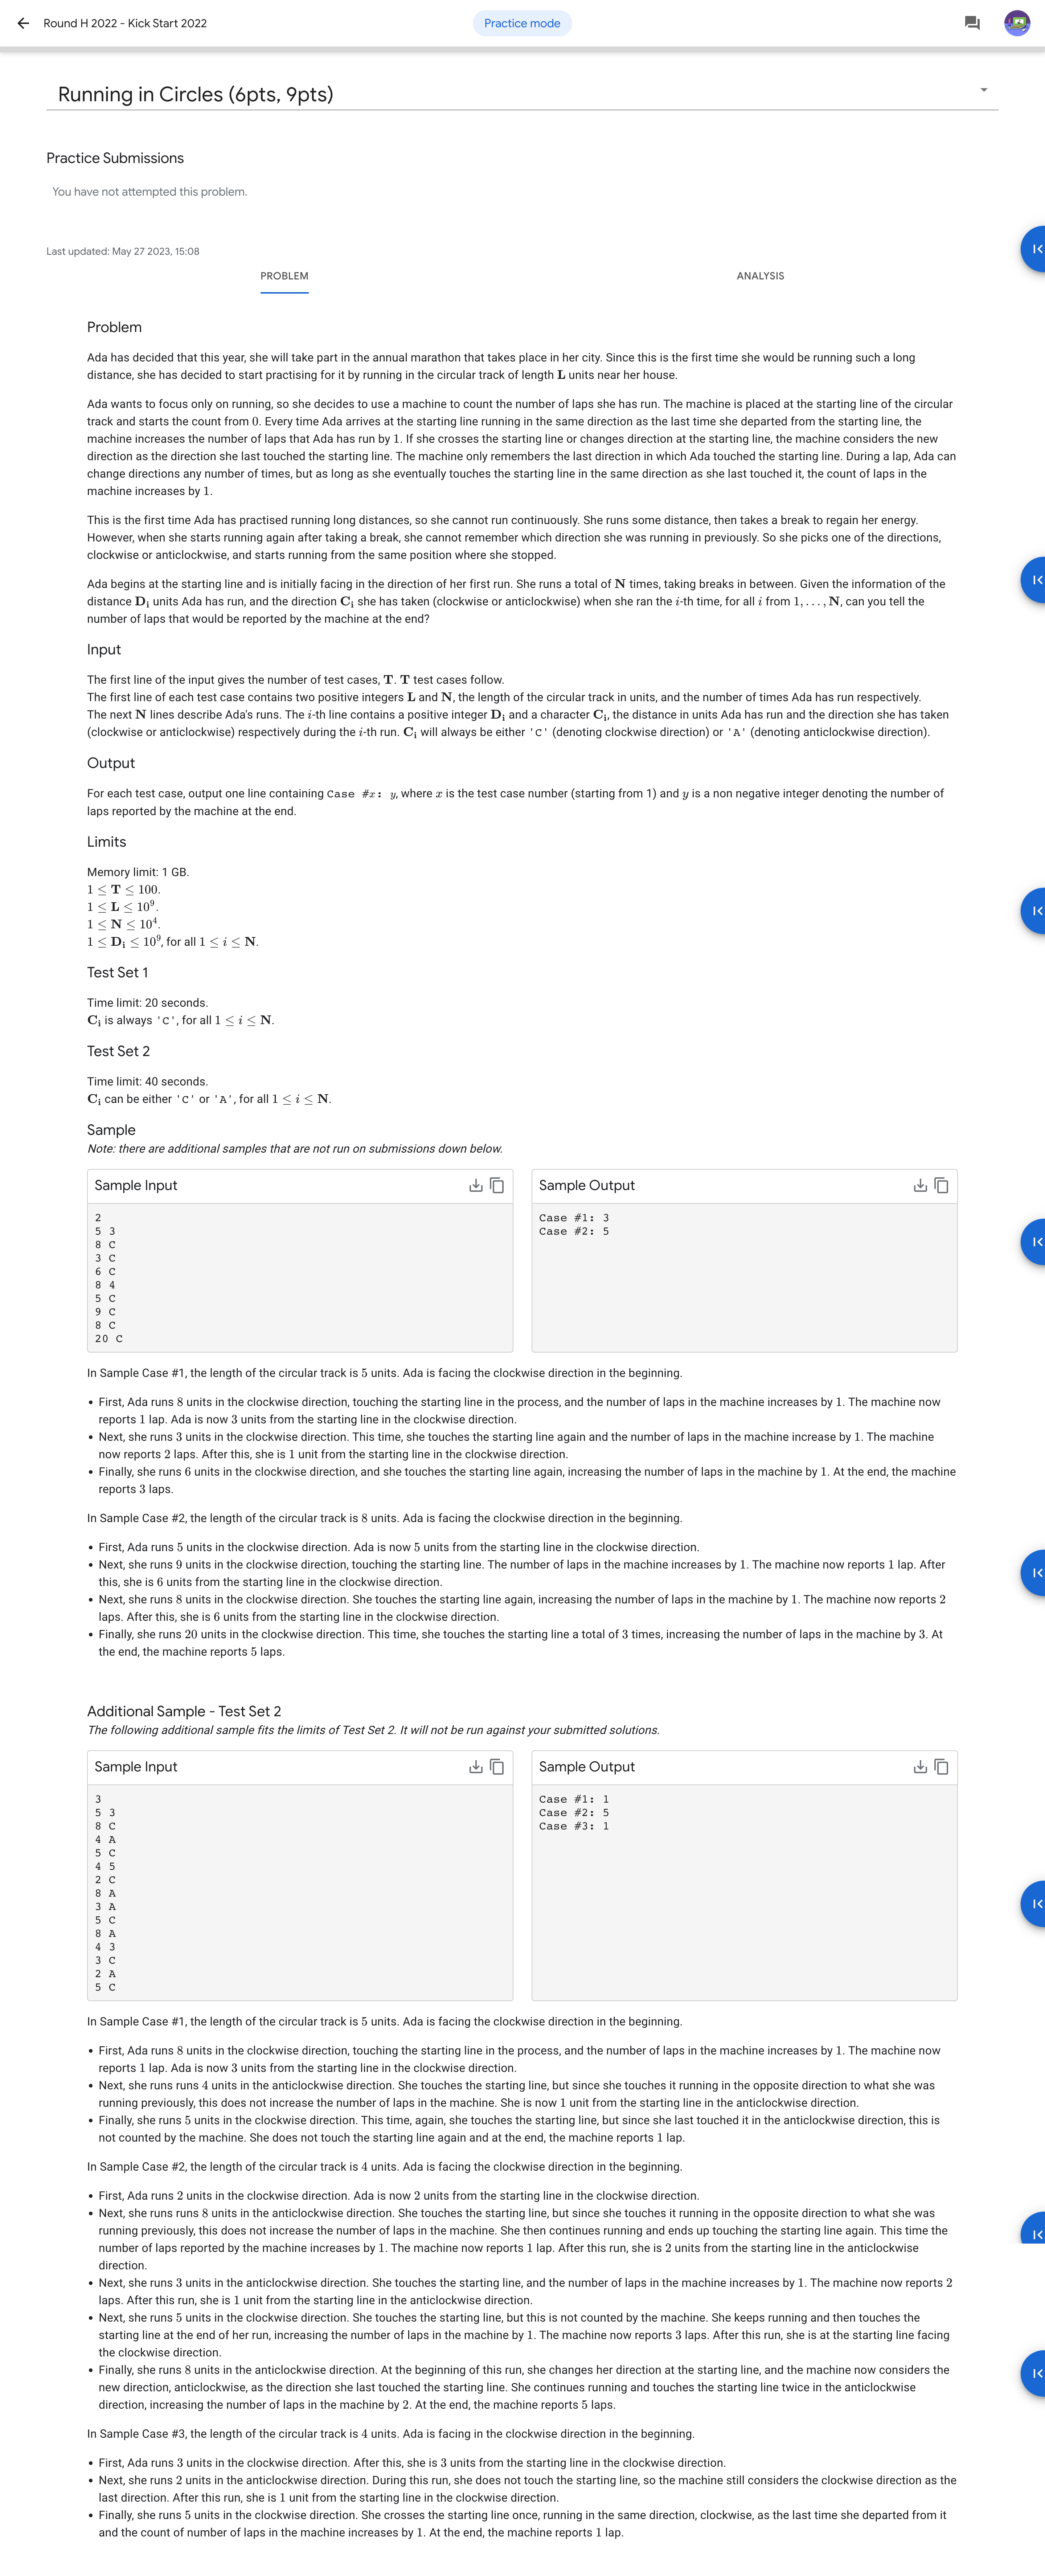 Round H 2022 - Kick Start 2022
Practice mode
Running in Circles (6pts, 9pts)
Practice Submissions
You have not attempted this problem.
Last updated: May 27 2023, 15:08
PROBLEM
ANALYSIS
Problem
Ada has decided that this year, she will take part in the annual marathon that takes place in her city. Since this is the first time she would be running such a long
distance, she has decided to start practising for it by running in the circular track of length L units near her house.
Ada wants to focus only on running, so she decides to use a machine to count the number of laps she has run. The machine is placed at the starting line of the circular
track and starts the count from 0. Every time Ada arrives at the starting line running in the same direction as the last time she departed from the starting line, the
machine increases the number of laps that Ada has run by 1. If she crosses the starting line or changes direction at the starting line, the machine considers the new
direction as the direction she last touched the starting line. The machine only remembers the last direction in which Ada touched the starting line. During a lap, Ada can
change directions any number of times, but as long as she eventually touches the starting line in the same direction as she last touched it, the count of laps in the
machine increases by 1.
This is the first time Ada has practised running long distances, so she cannot run continuously. She runs some distance, then takes a break to regain her energy.
However, when she starts running again after taking a break, she cannot remember which direction she was running in previously. So she picks one of the directions,
clockwise or anticlockwise, and starts running from the same position where she stopped.
Ada begins at the starting line and is initially facing in the direction of her first run. She runs a total of N times, taking breaks in between. Given the information of the
distance Di units Ada has run, and the direction Ci she has taken (clockwise or anticlockwise) when she ran the i-th time, for all i from 1, . . . , N, can you tell the
number of laps that would be reported by the machine at the end?
Input
The first line of the input gives the number of test cases, T. T test cases follow.
The first line of each test case contains two positive integers L and N, the length of the circular track in units, and the number of times Ada has run respectively.
The next N lines describe Ada's runs. The i-th line contains a positive integer Di and a character Ci, the distance in units Ada has run and the direction she has taken
(clockwise or anticlockwise) respectively during the i-th run. Ci will always be either 'C' (denoting clockwise direction) or 'A' (denoting anticlockwise direction).
Output
For each test case, output one line containing Case #x: y, where x is the test case number (starting from 1) and y is a non negative integer denoting the number of
laps reported by the machine at the end.
Limits
Memory limit: 1 GB.
1 ≤ T ≤ 100.
1 ≤ L ≤ 10⁹.
1 ≤ N ≤ 10⁴.
1 ≤ Di ≤ 10⁹, for all 1 ≤ i ≤ N.
Test Set 1
Time limit: 20 seconds.
Ci is always 'C', for all 1 ≤ i ≤ N.
Test Set 2
Time limit: 40 seconds.
Ci can be either 'C' or 'A', for all 1 ≤ i ≤ N.
Sample
Note: there are additional samples that are not run on submissions down below.
Sample Input
2
5 3
8 C
3 C
6 C
8 4
5 C
9 C
8 C
20 C
Sample Output
Case #1: 3
Case #2: 5
In Sample Case #1, the length of the circular track is 5 units. Ada is facing the clockwise direction in the beginning.
• First, Ada runs 8 units in the clockwise direction, touching the starting line in the process, and the number of laps in the machine increases by 1. The machine now
reports 1 lap. Ada is now 3 units from the starting line in the clockwise direction.
• Next, she runs 3 units in the clockwise direction. This time, she touches the starting line again and the number of laps in the machine increase by 1. The machine
now reports 2 laps. After this, she is 1 unit from the starting line in the clockwise direction.
• Finally, she runs 6 units in the clockwise direction, and she touches the starting line again, increasing the number of laps in the machine by 1. At the end, the machine
reports 3 laps.
In Sample Case #2, the length of the circular track is 8 units. Ada is facing the clockwise direction in the beginning.
• First, Ada runs 5 units in the clockwise direction. Ada is now 5 units from the starting line in the clockwise direction.
• Next, she runs 9 units in the clockwise direction, touching the starting line. The number of laps in the machine increases by 1. The machine now reports 1 lap. After
this, she is 6 units from the starting line in the clockwise direction.
• Next, she runs 8 units in the clockwise direction. She touches the starting line again, increasing the number of laps in the machine by 1. The machine now reports 2
laps. After this, she is 6 units from the starting line in the clockwise direction.
• Finally, she runs 20 units in the clockwise direction. This time, she touches the starting line a total of 3 times, increasing the number of laps in the machine by 3. At
the end, the machine reports 5 laps.
Additional Sample - Test Set 2
The following additional sample fits the limits of Test Set 2. It will not be run against your submitted solutions.
Sample Input
3
5 3
8 C
4 A
5 C
4 5
2 C
8 A
3 A
5 C
8 A
4 3
3 C
2 A
5 C
Sample Output
Case #1: 1
Case #2: 5
Case #3: 1
In Sample Case #1, the length of the circular track is 5 units. Ada is facing the clockwise direction in the beginning.
• First, Ada runs 8 units in the clockwise direction, touching the starting line in the process, and the number of laps in the machine increases by 1. The machine now
reports 1 lap. Ada is now 3 units from the starting line in the clockwise direction.
• Next, she runs runs 4 units in the anticlockwise direction. She touches the starting line, but since she touches it running in the opposite direction to what she was
running previously, this does not increase the number of laps in the machine. She is now 1 unit from the starting line in the anticlockwise direction.
• Finally, she runs 5 units in the clockwise direction. This time, again, she touches the starting line, but since she last touched it in the anticlockwise direction, this is
not counted by the machine. She does not touch the starting line again and at the end, the machine reports 1 lap.
In Sample Case #2, the length of the circular track is 4 units. Ada is facing the clockwise direction in the beginning.
• First, Ada runs 2 units in the clockwise direction. Ada is now 2 units from the starting line in the clockwise direction.
• Next, she runs runs 8 units in the anticlockwise direction. She touches the starting line, but since she touches it running in the opposite direction to what she was
running previously, this does not increase the number of laps in the machine. She then continues running and ends up touching the starting line again. This time the
number of laps reported by the machine increases by 1. The machine now reports 1 lap. After this run, she is 2 units from the starting line in the anticlockwise
direction.
• Next, she runs 3 units in the anticlockwise direction. She touches the starting line, and the number of laps in the machine increases by 1. The machine now reports 2
laps. After this run, she is 1 unit from the starting line in the anticlockwise direction.
• Next, she runs 5 units in the clockwise direction. She touches the starting line, but this is not counted by the machine. She keeps running and then touches the
starting line at the end of her run, increasing the number of laps in the machine by 1. The machine now reports 3 laps. After this run, she is at the starting line facing
the clockwise direction.
• Finally, she runs 8 units in the anticlockwise direction. At the beginning of this run, she changes her direction at the starting line, and the machine now considers the
new direction, anticlockwise, as the direction she last touched the starting line. She continues running and touches the starting line twice in the anticlockwise
direction, increasing the number of laps in the machine by 2. At the end, the machine reports 5 laps.
In Sample Case #3, the length of the circular track is 4 units. Ada is facing in the clockwise direction in the beginning.
• First, Ada runs 3 units in the clockwise direction. After this, she is 3 units from the starting line in the clockwise direction.
• Next, she runs 2 units in the anticlockwise direction. During this run, she does not touch the starting line, so the machine still considers the clockwise direction as the
last direction. After this run, she is 1 unit from the starting line in the clockwise direction.
• Finally, she runs 5 units in the clockwise direction. She crosses the starting line once, running in the same direction, clockwise, as the last time she departed from it
and the count of number of laps in the machine increases by 1. At the end, the machine reports 1 lap.